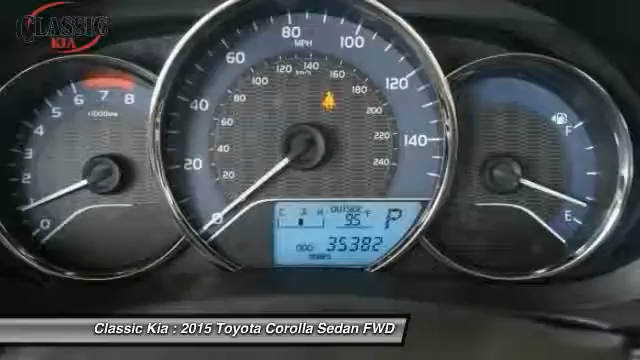 CLASSIC
KIA
80
MPH
60
100
40
120
20
140
0
120
140
100
km/h
160
80
180
60
200
40
220
20
240
6
7
8
5
4
3
2
1
0
x1000r/min
F
E
C
H
OUTSIDE
95 °F
P
ODO 35382
MILES
Classic Kia : 2015 Toyota Corolla Sedan FWD